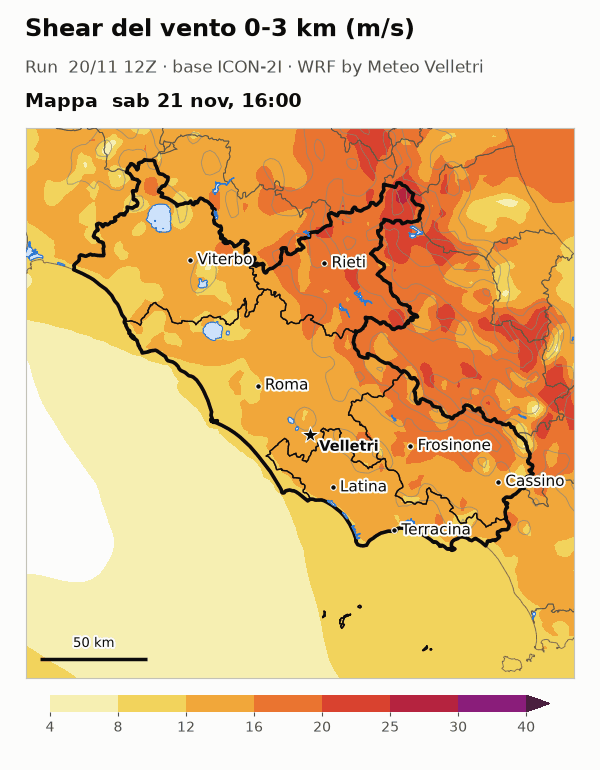 Shear del vento 0-3 km (m/s)
Run  20/11 12Z · base ICON-2I · WRF by Meteo Velletri
Mappa  sab 21 nov, 16:00
Viterbo
Rieti
Roma
Velletri
Frosinone
Cassino
Latina
Terracina
50 km
4 8 12 16 20 25 30 40